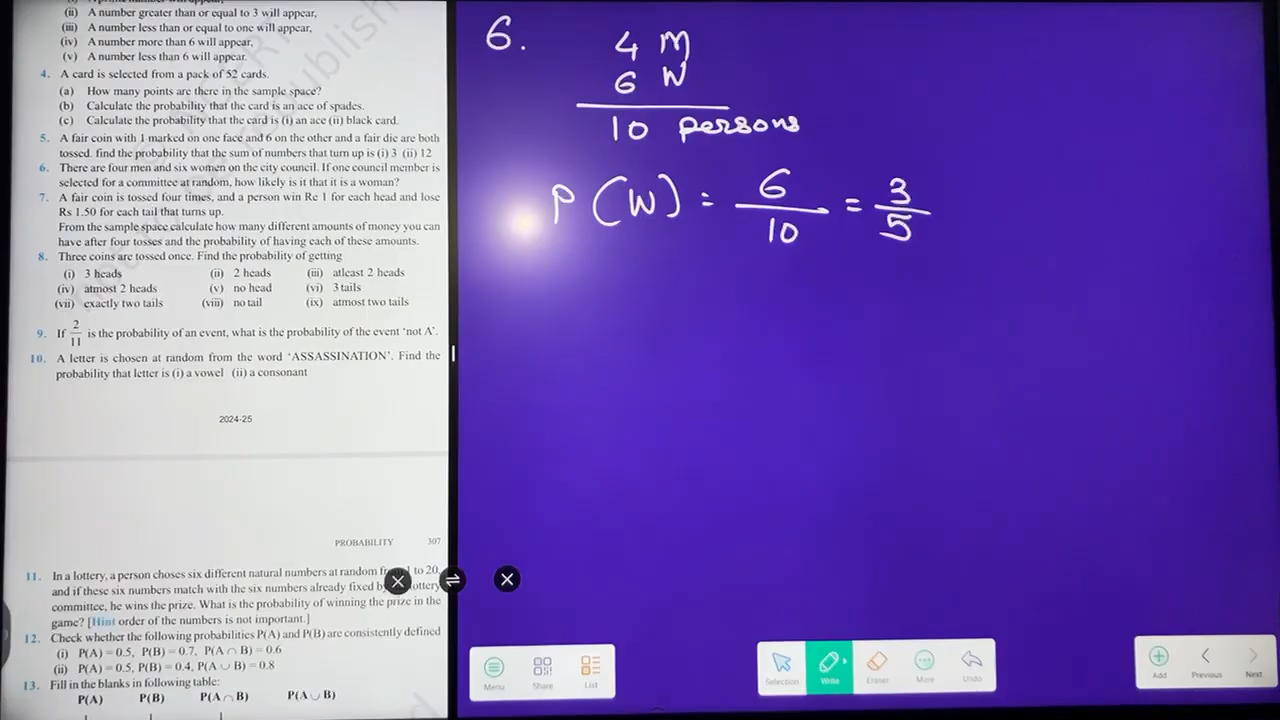 (ii) A number greater than or equal to 3 will appear,
(iii) A number less than or equal to one will appear,
(iv) A number more than 6 will appear,
(v) A number less than 6 will appear.
4. A card is selected from a pack of 52 cards.
(a) How many points are there in the sample space?
(b) Calculate the probability that the card is an ace of spades.
(c) Calculate the probability that the card is (i) an ace (ii) black card.
5. A fair coin with 1 marked on one face and 6 on the other and a fair die are both
tossed. find the probability that the sum of numbers that turn up is (i) 3 (ii) 12
6. There are four men and six women on the city council. If one council member is
selected for a committee at random, how likely is it that it is a woman?
7. A fair coin is tossed four times, and a person win Re 1 for each head and lose
Rs 1.50 for each tail that turns up.
From the sample space calculate how many different amounts of money you can
have after four tosses and the probability of having each of these amounts.
8. Three coins are tossed once. Find the probability of getting
(i) 3 heads (ii) 2 heads (iii) atleast 2 heads
(iv) atmost 2 heads (v) no head (vi) 3 tails
(vii) exactly two tails (viii) no tail (ix) atmost two tails
9. If 2/11 is the probability of an event, what is the probability of the event ‘not A’.
10. A letter is chosen at random from the word ‘ASSASSINATION’. Find the
probability that letter is (i) a vowel (ii) a consonant
2024-25
PROBABILITY 307
11. In a lottery, a person choses six different natural numbers at random to 20,
and if these six numbers match with the six numbers already fixed lottery
committee, he wins the prize. What is the probability of winning the prize in the
game? [Hint order of the numbers is not important.]
12. Check whether the following probabilities P(A) and P(B) are consistently defined
(i) P(A) = 0.5, P(B) = 0.7, P(A ∩ B) = 0.6
(ii) P(A) = 0.5, P(B) = 0.4, P(A ∪ B) = 0.8
13. Fill in the blanks in following table:
P(A) P(B) P(A ∩ B) P(A ∪ B)
6.
4 M
6 W
10 persons
P(W) = 6/10 = 3/5
Menu Share List
Selection Write Eraser More Undo
Add Previous Next